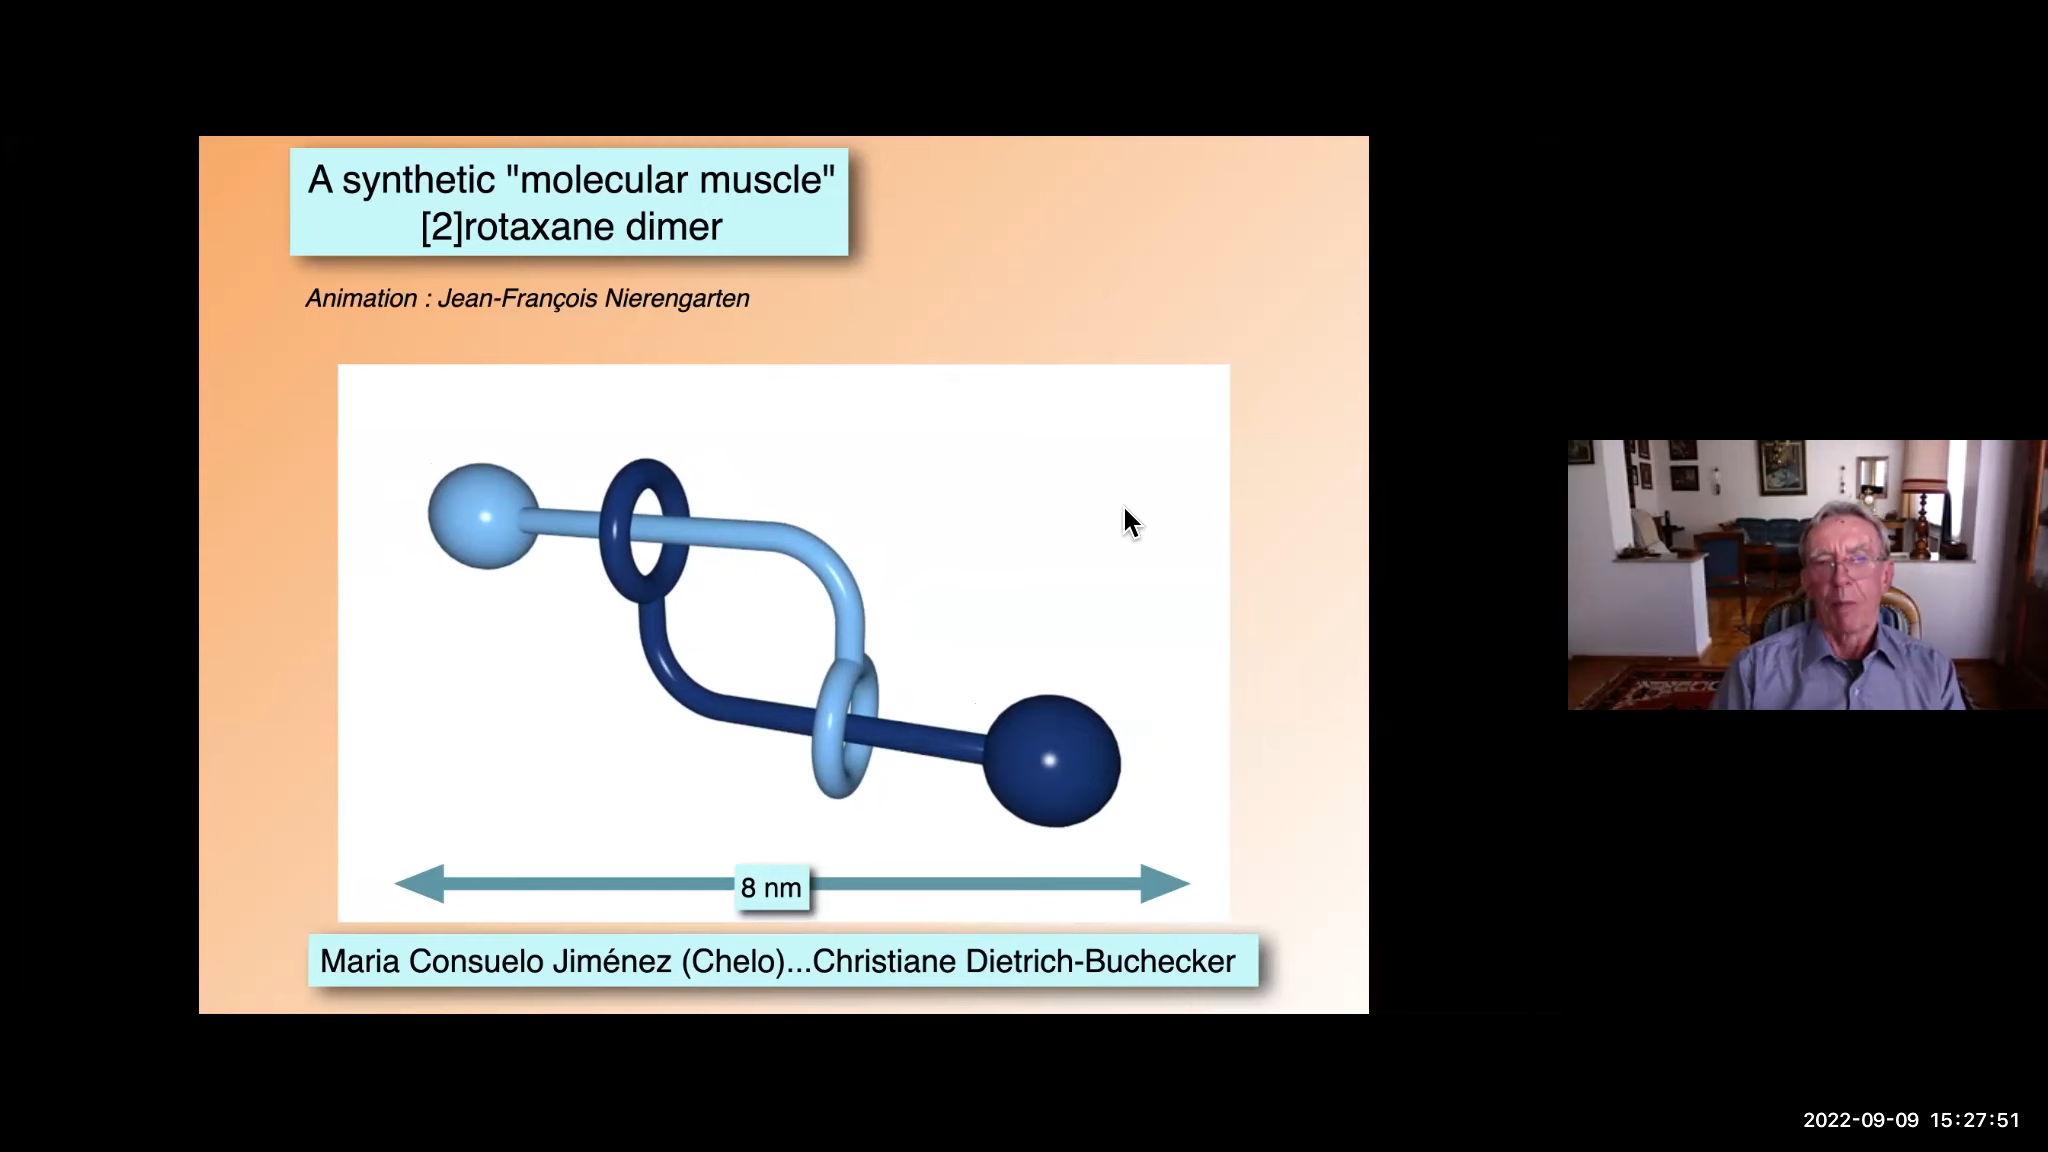 A synthetic "molecular muscle"
[2]rotaxane dimer
Animation : Jean-François Nierengarten
8 nm
Maria Consuelo Jiménez (Chelo)...Christiane Dietrich-Buchecker
2022-09-09 15:27:51